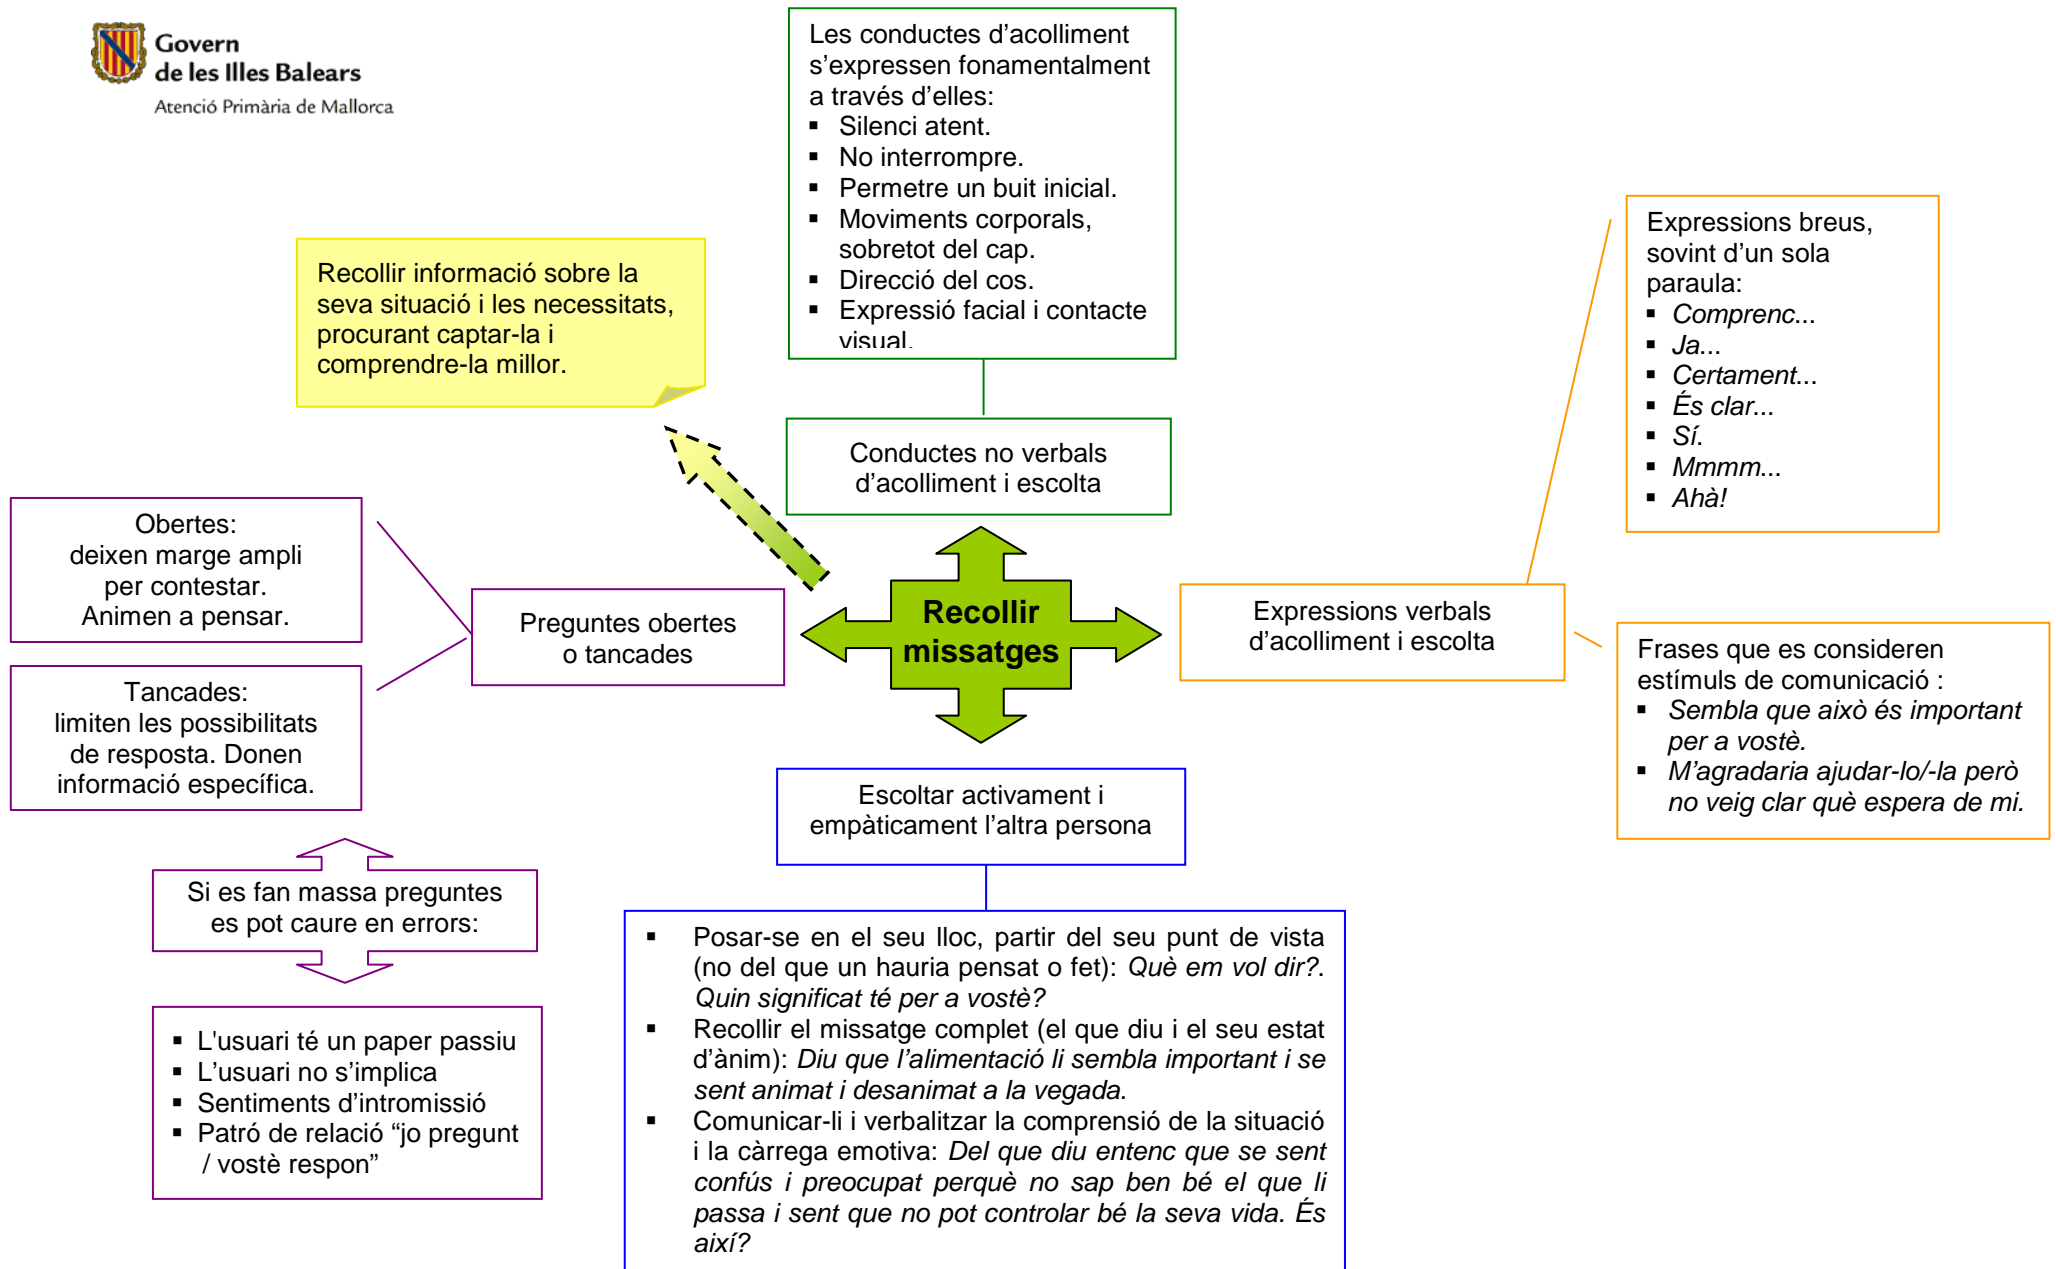 Govern
de les Illes Balears
Atenció Primària de Mallorca
Les conductes d’acolliment
s’expressen fonamentalment
a través d’elles:
▪ Silenci atent.
▪ No interrompre.
▪ Permetre un buit inicial.
▪ Moviments corporals,
sobretot del cap.
▪ Direcció del cos.
▪ Expressió facial i contacte
visual.
Recollir informació sobre la
seva situació i les necessitats,
procurant captar-la i
comprendre-la millor.
Expressions breus,
sovint d’un sola
paraula:
▪ Comprenc...
▪ Ja...
▪ Certament...
▪ És clar...
▪ Sí.
▪ Mmmm...
▪ Ahà!
Conductes no verbals
d’acolliment i escolta
Obertes:
deixen marge ampli
per contestar.
Animen a pensar.
Preguntes obertes
o tancades
Recollir
missatges
Expressions verbals
d’acolliment i escolta
Tancades:
limiten les possibilitats
de resposta. Donen
informació específica.
Frases que es consideren
estímuls de comunicació :
▪ Sembla que això és important
per a vostè.
▪ M’agradaria ajudar-lo/-la però
no veig clar què espera de mi.
Escoltar activament i
empàticament l’altra persona
Si es fan massa preguntes
es pot caure en errors:
▪ L'usuari té un paper passiu
▪ L’usuari no s’implica
▪ Sentiments d’intromissió
▪ Patró de relació “jo pregunt
/ vostè respon”
▪ Posar-se en el seu lloc, partir del seu punt de vista
(no del que un hauria pensat o fet): Què em vol dir?.
Quin significat té per a vostè?
▪ Recollir el missatge complet (el que diu i el seu estat
d’ànim): Diu que l’alimentació li sembla important i se
sent animat i desanimat a la vegada.
▪ Comunicar-li i verbalitzar la comprensió de la situació
i la càrrega emotiva: Del que diu entenc que se sent
confús i preocupat perquè no sap ben bé el que li
passa i sent que no pot controlar bé la seva vida. És
així?